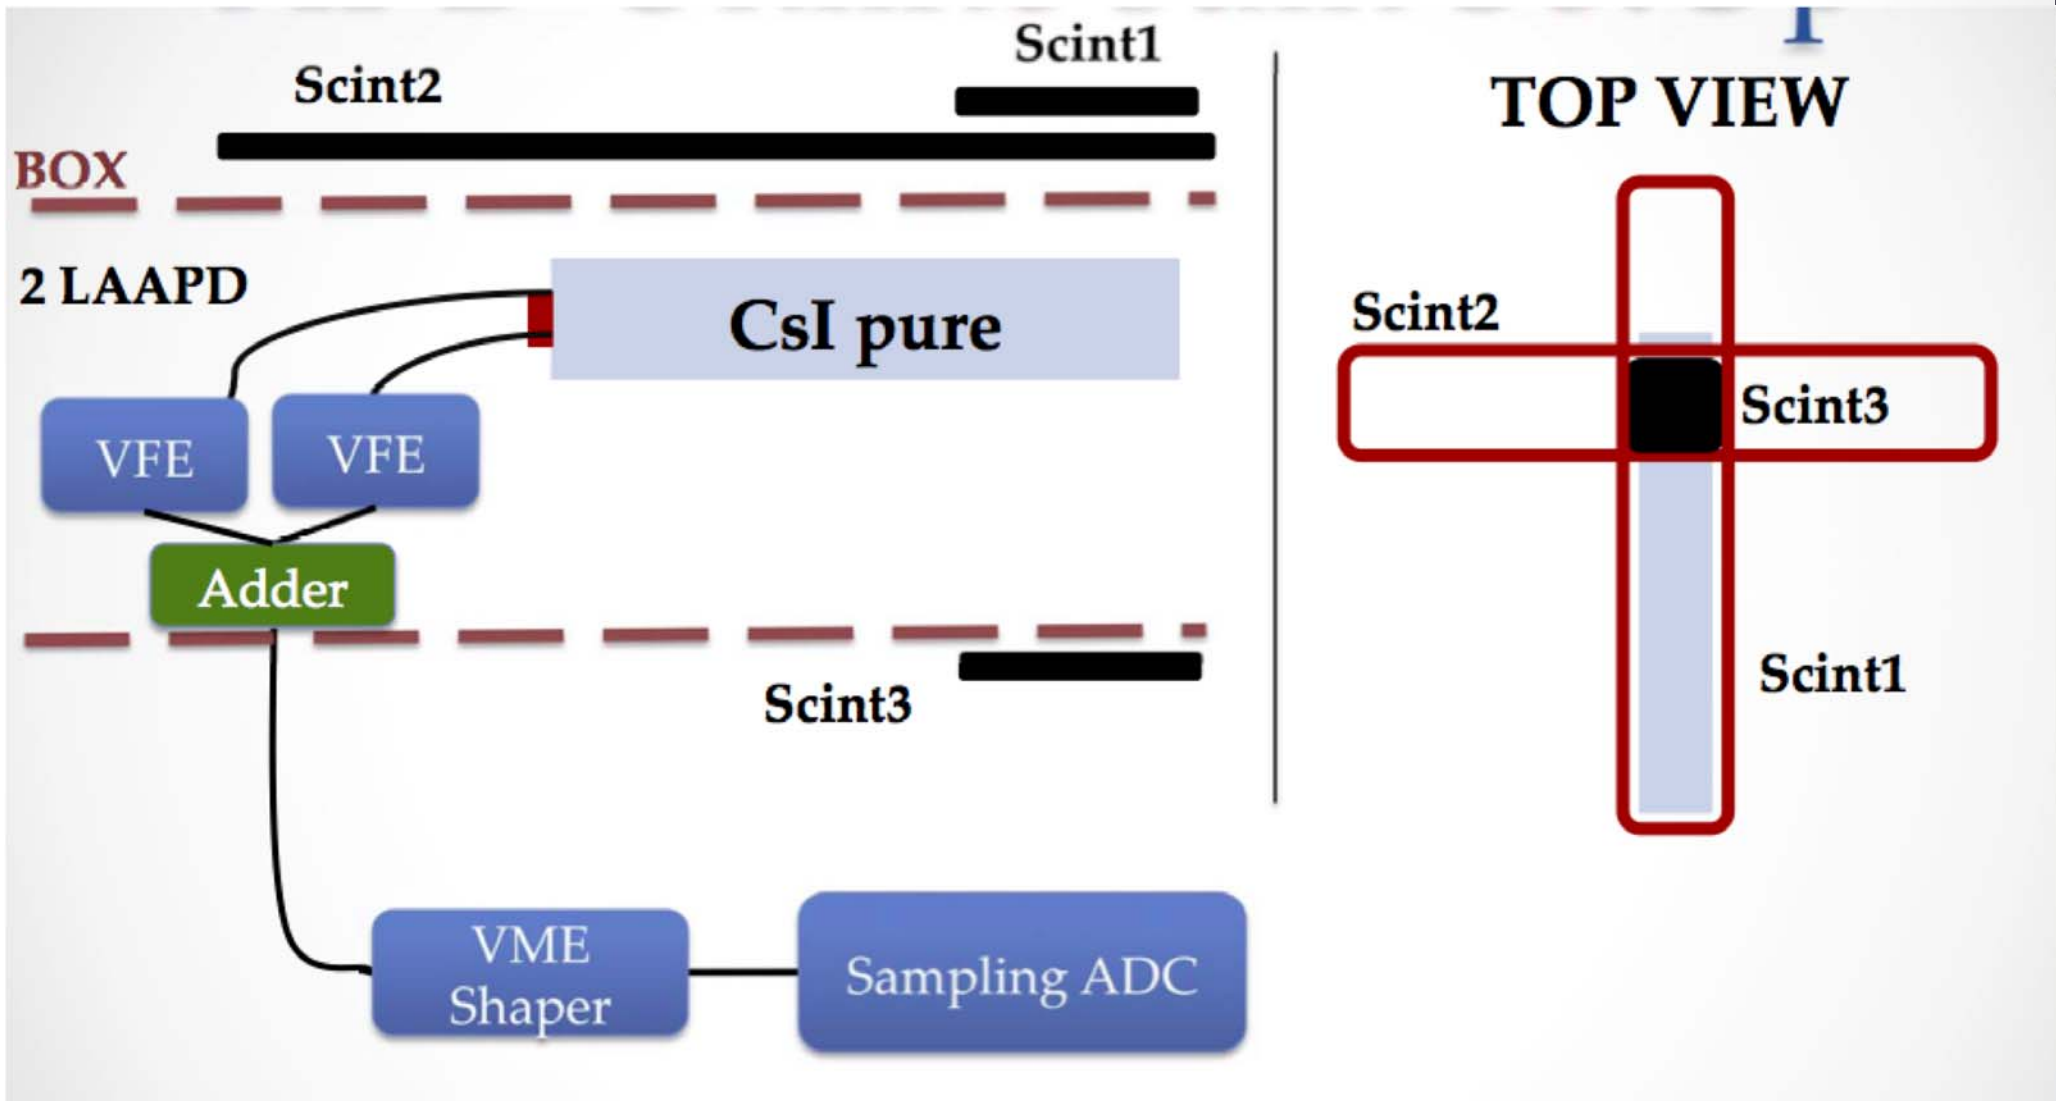 Scint1
Scint2
BOX
2 LAAPD
CsI pure
VFE
VFE
Adder
Scint3
VME
Shaper
Sampling ADC
TOP VIEW
Scint2
Scint3
Scint1